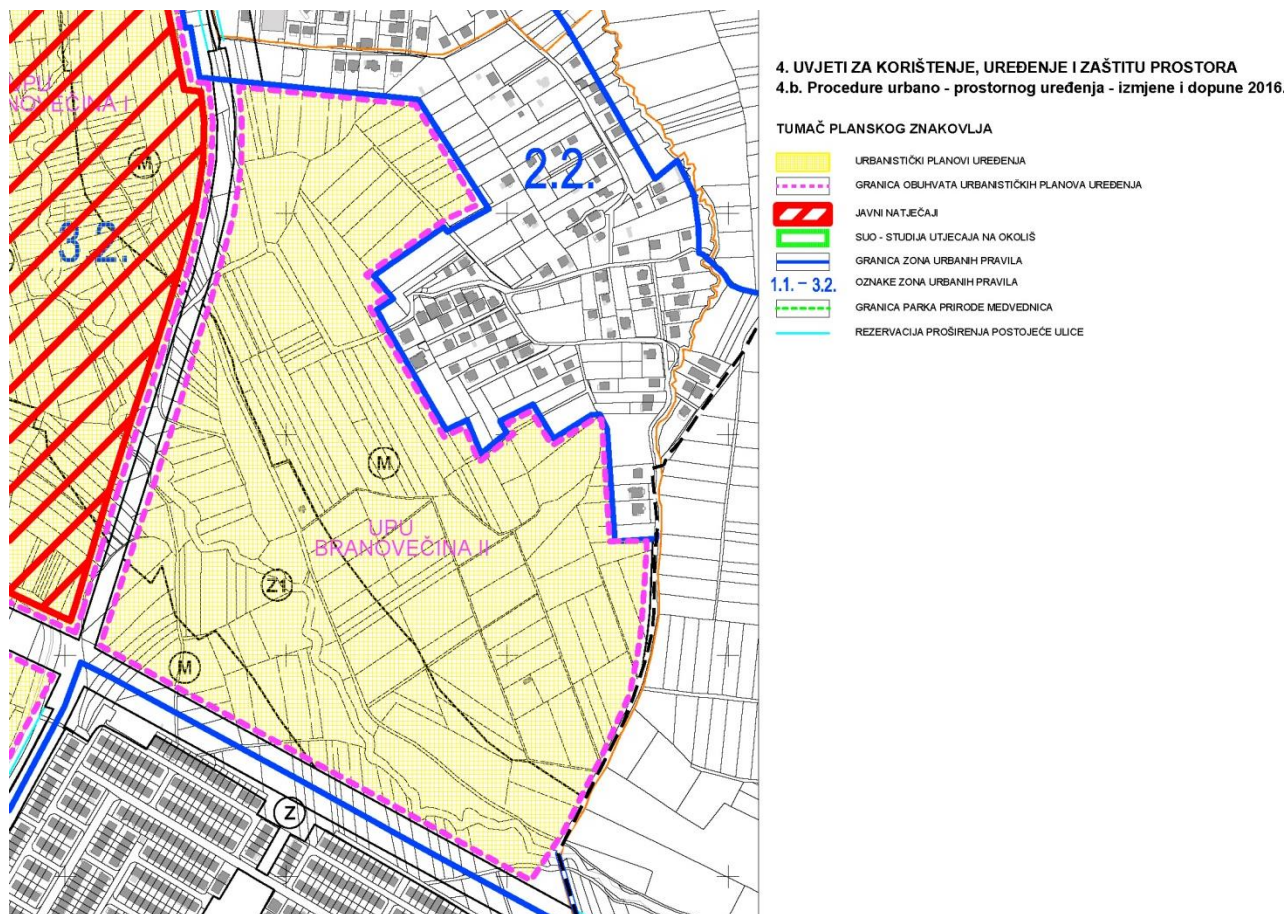 UPU
BRANOVEČINA I
M
3.2.
2.2.
M
UPU
BRANOVEČINA II
Z1
M
Z
4. UVJETI ZA KORIŠTENJE, UREĐENJE I ZAŠTITU PROSTORA
4.b. Procedure urbano - prostornog uređenja - izmjene i dopune 2016.
TUMAČ PLANSKOG ZNAKOVLJA
URBANISTIČKI PLANOVI UREĐENJA
GRANICA OBUHVATA URBANISTIČKIH PLANOVA UREĐENJA
JAVNI NATJEČAJI
SUO - STUDIJA UTJECAJA NA OKOLIŠ
GRANICA ZONA URBANIH PRAVILA
1.1. – 3.2. OZNAKE ZONA URBANIH PRAVILA
GRANICA PARKA PRIRODE MEDVEDNICA
REZERVACIJA PROŠIRENJA POSTOJEĆE ULICE